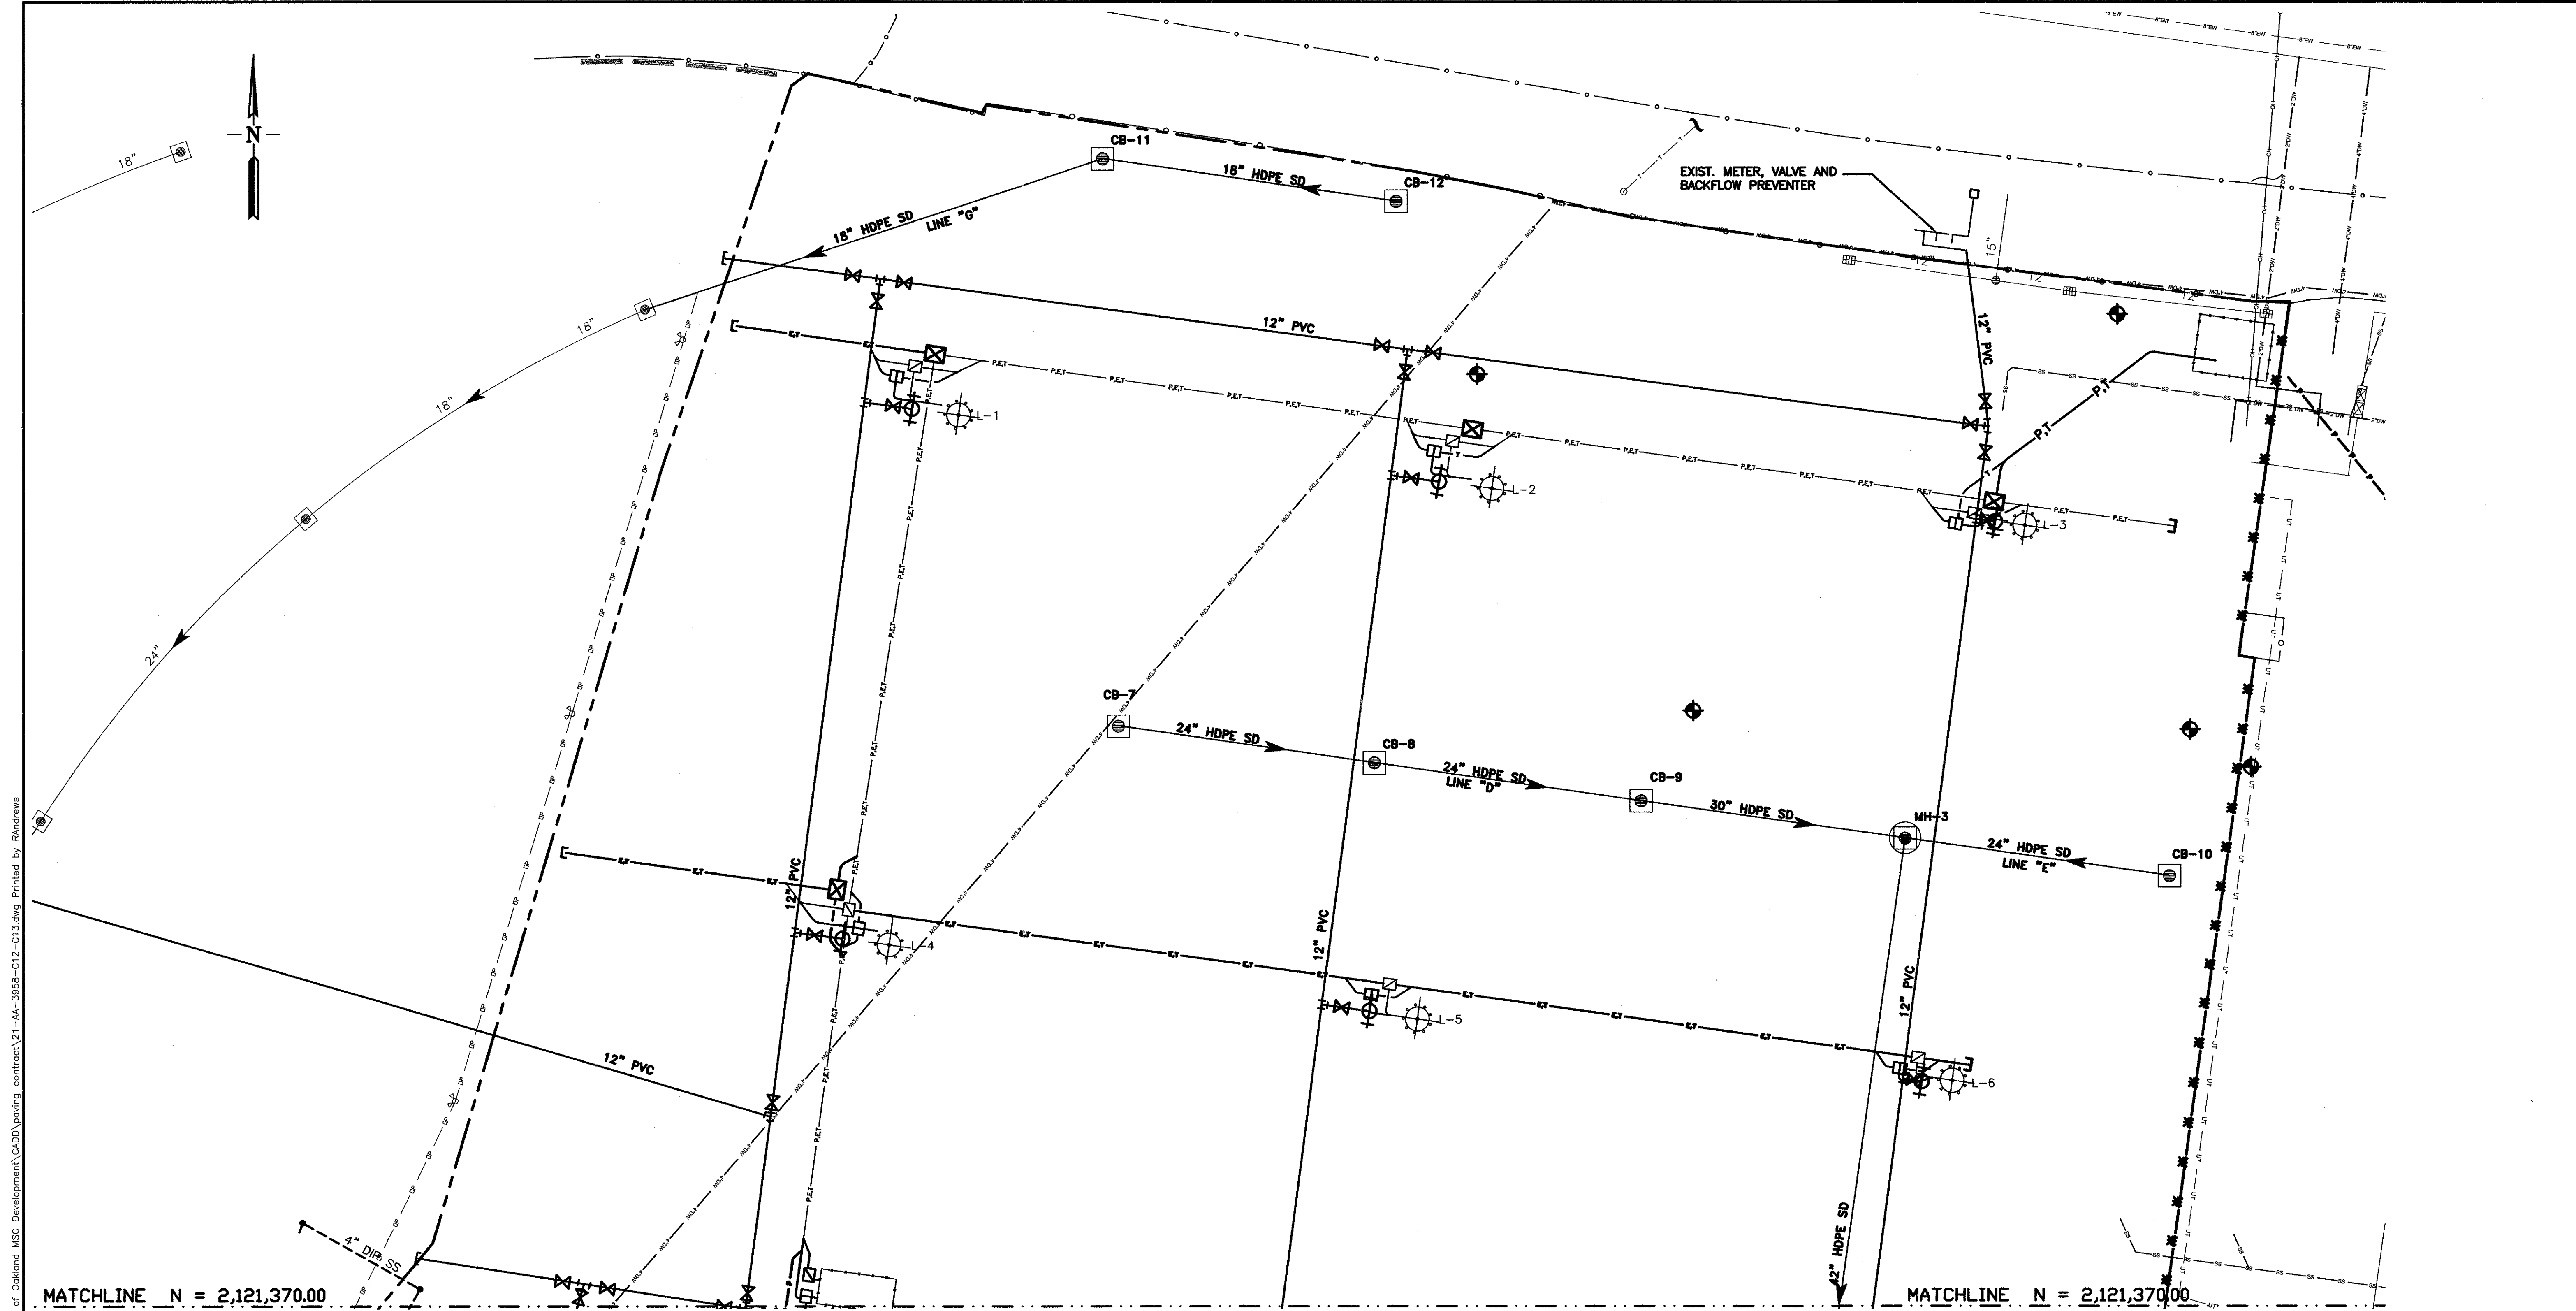 18"
N
CB-11
18" HDPE SD
CB-12
EXIST. METER, VALVE AND
BACKFLOW PREVENTER
18" HDPE SD
LINE "G"
15"
12
12
12
18"
12" PVC
12" PVC
P,T
P,T
18"
L-1
L-2
L-3
24"
CB-7
24" HDPE SD
CB-8
24" HDPE SD
LINE "D"
CB-9
30" HDPE SD
MH-3
24" HDPE SD
LINE "E"
CB-10
12" PVC
12" PVC
12" PVC
L-4
L-5
L-6
12" PVC
42" HDPE SD
4" DIP SS
MATCHLINE N = 2,121,370.00
MATCHLINE N = 2,121,370.00
of Oakland MSC Development\CADD\paving contract\21-AA-3958-C12-C13.dwg Printed by RAndrews